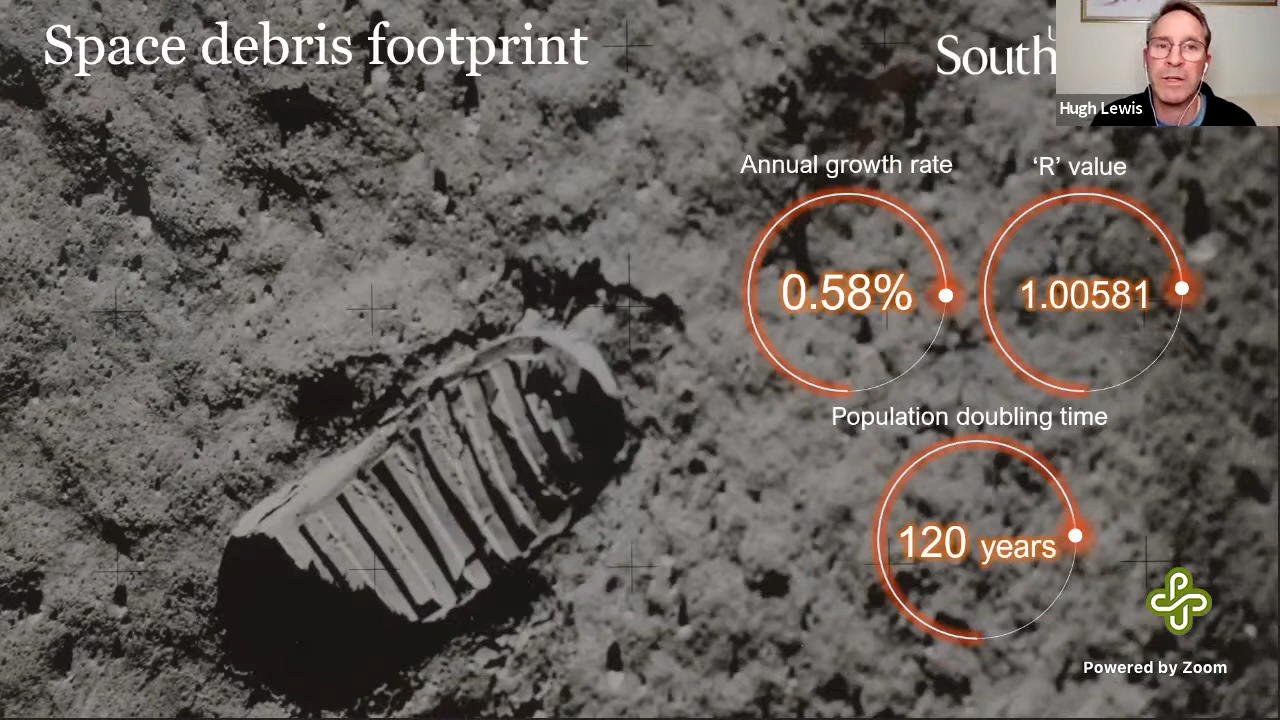 Space debris footprint
South
Hugh Lewis
Annual growth rate
‘R’ value
0.58%
1.00581
Population doubling time
120 years
Powered by Zoom